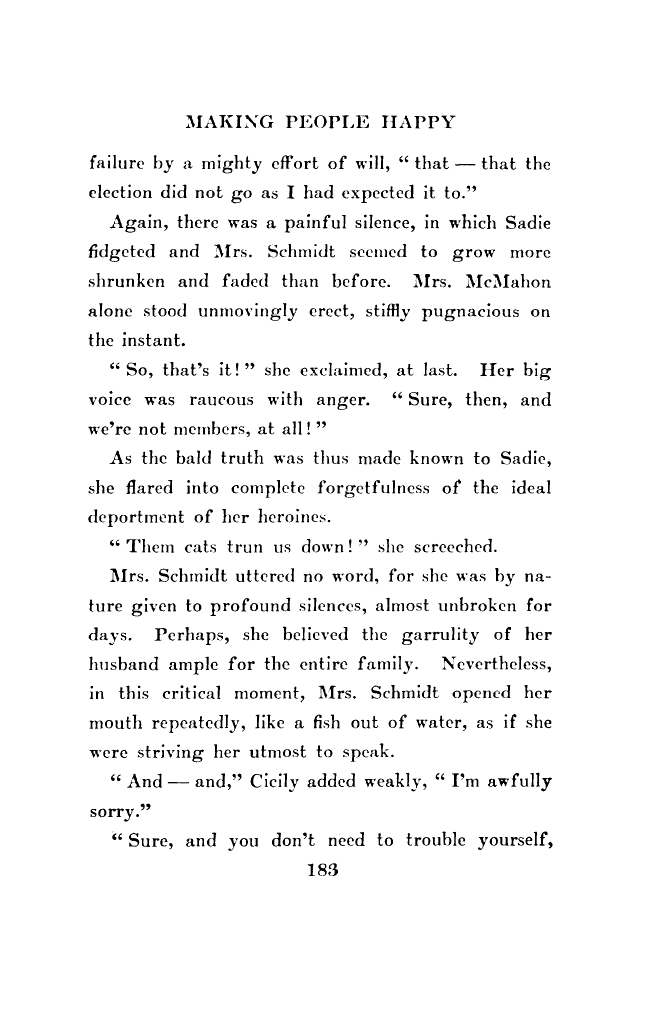 MAKING PEOPLE HAPPY
failure by a mighty effort of will, “ that — that the
election did not go as I had expected it to.”
Again, there was a painful silence, in which Sadie
fidgeted and Mrs. Schmidt seemed to grow more
shrunken and faded than before. Mrs. McMahon
alone stood unmovingly erect, stiffly pugnacious on
the instant.
“ So, that’s it! ” she exclaimed, at last. Her big
voice was raucous with anger. “ Sure, then, and
we’re not members, at all! ”
As the bald truth was thus made known to Sadie,
she flared into complete forgetfulness of the ideal
deportment of her heroines.
“ Them cats trun us down! ” she screeched.
Mrs. Schmidt uttered no word, for she was by na-
ture given to profound silences, almost unbroken for
days. Perhaps, she believed the garrulity of her
husband ample for the entire family. Nevertheless,
in this critical moment, Mrs. Schmidt opened her
mouth repeatedly, like a fish out of water, as if she
were striving her utmost to speak.
“ And — and,” Cicily added weakly, “ I’m awfully
sorry.”
“ Sure, and you don’t need to trouble yourself,
183